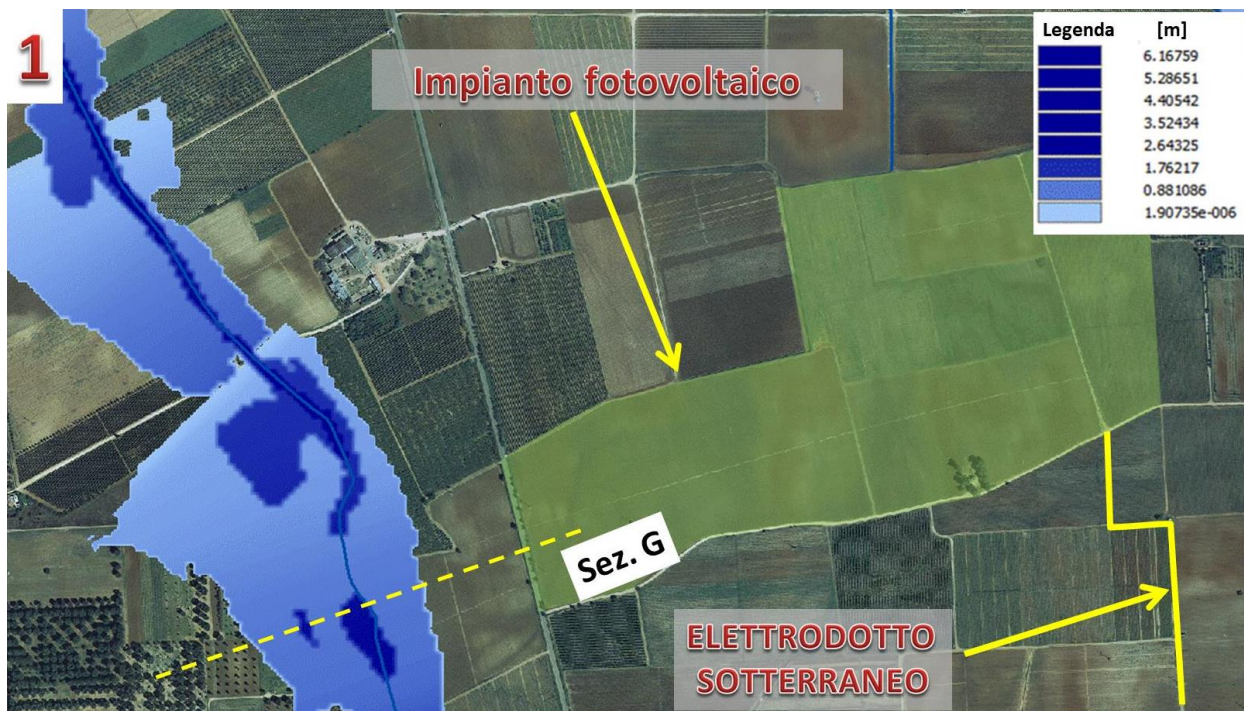 1
Impianto fotovoltaico
Legenda [m]
6.16759
5.28651
4.40542
3.52434
2.64325
1.76217
0.881086
1.90735e-006
Sez. G
ELETTRODOTTO
SOTTERRANEO